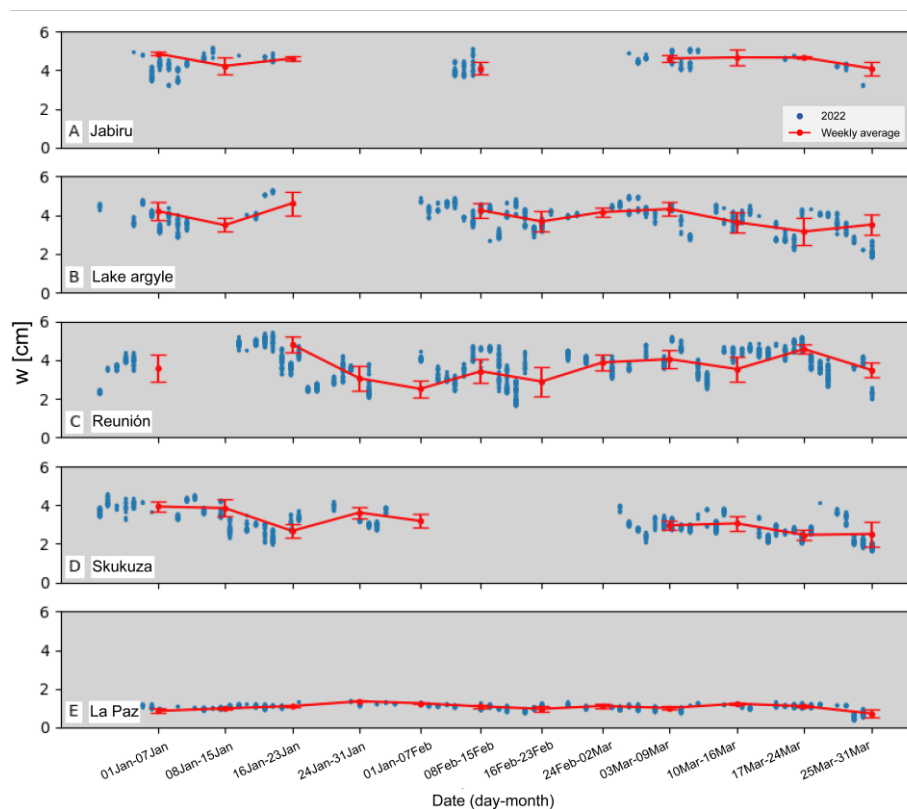 6
4
2
0
A Jabiru
2022
Weekly average
6
4
2
0
B Lake argyle
w [cm]
6
4
2
0
C Reunión
6
4
2
0
D Skukuza
6
4
2
0
E La Paz
01Jan-07Jan
08Jan-15Jan
16Jan-23Jan
24Jan-31Jan
01Jan-07Feb
08Feb-15Feb
16Feb-23Feb
24Feb-02Mar
03Mar-09Mar
10Mar-16Mar
17Mar-24Mar
25Mar-31Mar
Date (day-month)